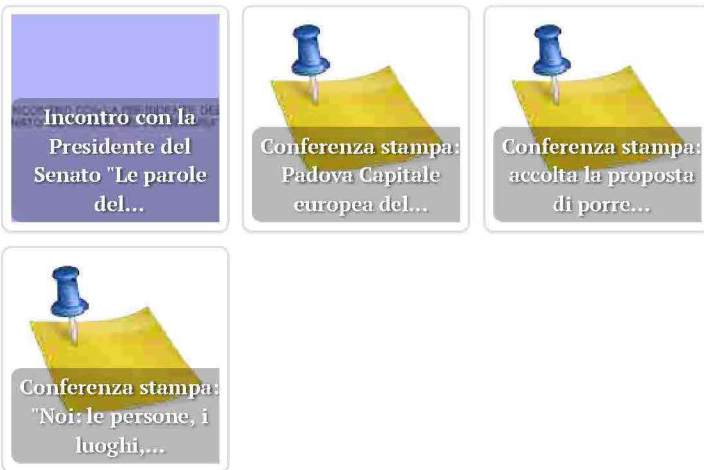 Incontro con la
Presidente del
Senato "Le parole
del...
Conferenza stampa:
Padova Capitale
europea del...
Conferenza stampa:
accolta la proposta
di porre...
Conferenza stampa:
"Noi: le persone, i
luoghi,...